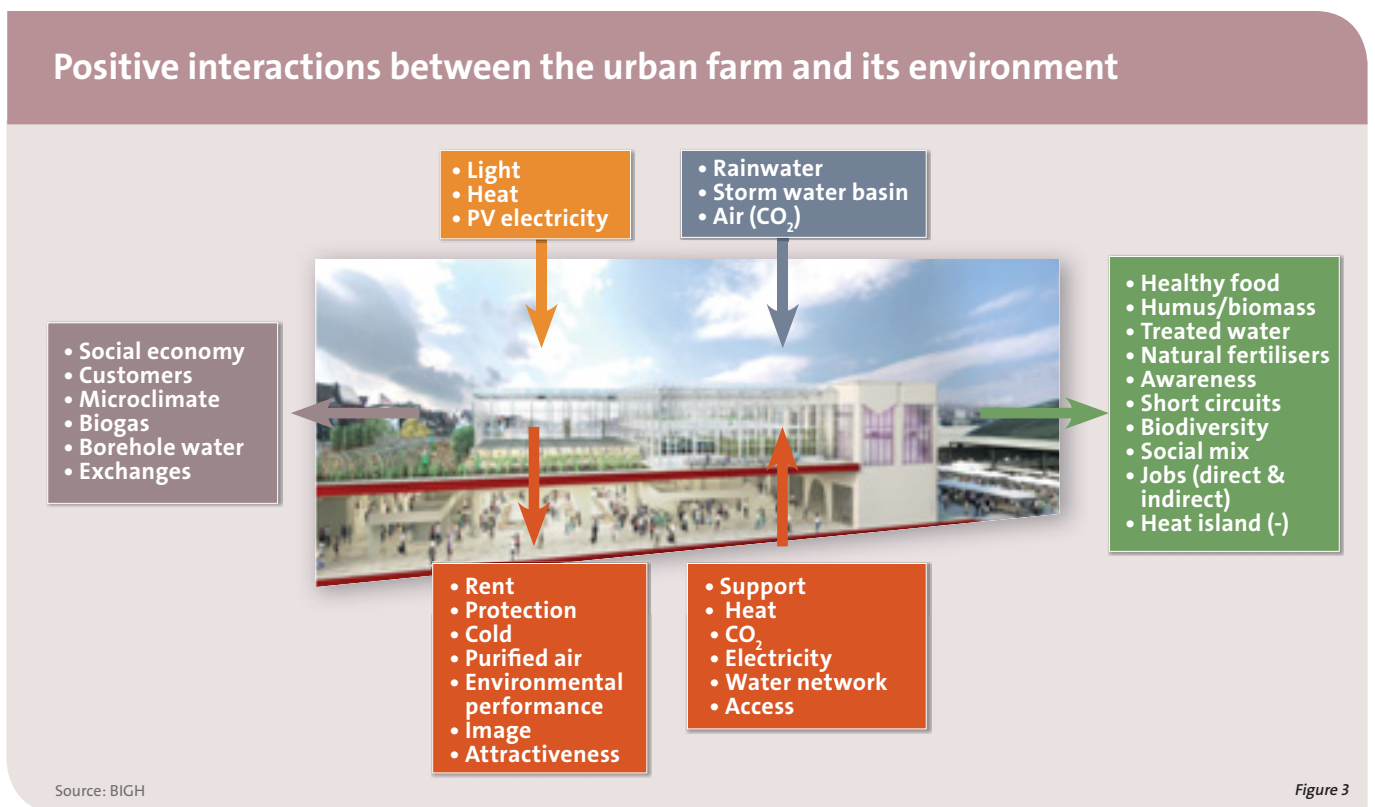 Positive interactions between the urban farm and its environment
• Light
• Heat
• PV electricity
• Rainwater
• Storm water basin
• Air (CO₂)
• Social economy
• Customers
• Microclimate
• Biogas
• Borehole water
• Exchanges
• Healthy food
• Humus/biomass
• Treated water
• Natural fertilisers
• Awareness
• Short circuits
• Biodiversity
• Social mix
• Jobs (direct &
indirect)
• Heat island (-)
• Rent
• Protection
• Cold
• Purified air
• Environmental
performance
• Image
• Attractiveness
• Support
• Heat
• CO₂
• Electricity
• Water network
• Access
Source: BIGH
Figure 3